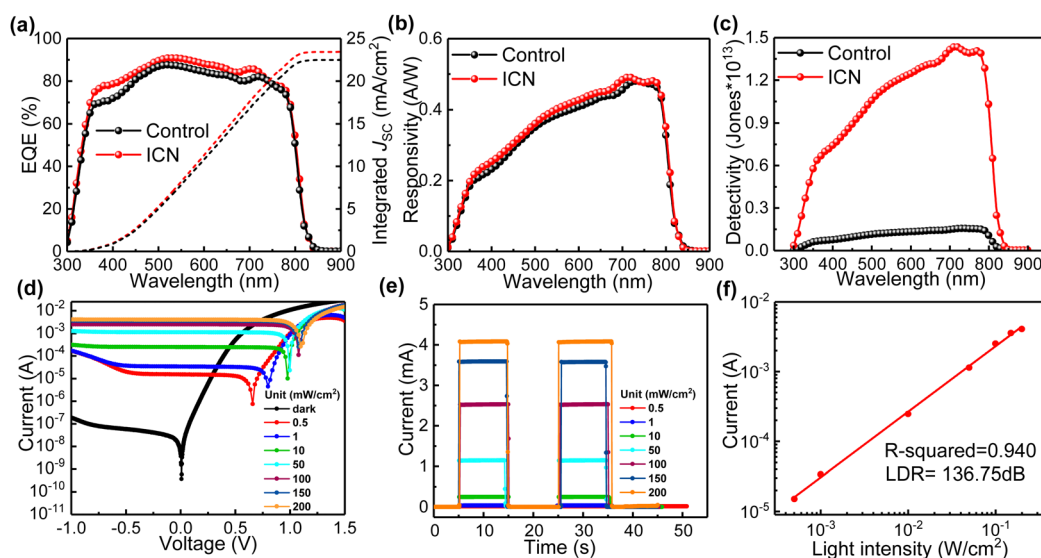 (a)
100
80
60
40
20
0
EQE (%)
Control
ICN
25
20
15
10
5
0
Integrated JSC (mA/cm²)
300 400 500 600 700 800 900
Wavelength (nm)
(b)
0.6
0.4
0.2
0.0
Responsivity (A/W)
Control
ICN
300 400 500 600 700 800 900
Wavelength (nm)
(c)
1.5
1.2
0.9
0.6
0.3
0.0
Detectivity (Jones*10¹³)
Control
ICN
200 300 400 500 600 700 800 900
Wavelength (nm)
(d)
10⁻²
10⁻³
10⁻⁴
10⁻⁵
10⁻⁶
10⁻⁷
10⁻⁸
10⁻⁹
10⁻¹⁰
10⁻¹¹
Current (A)
Unit (mW/cm²)
dark
0.5
1
10
50
100
150
200
-1.0 -0.5 0.0 0.5 1.0 1.5
Voltage (V)
(e)
5
4
3
2
1
0
Current (mA)
Unit (mW/cm²)
0.5
1
10
50
100
150
200
0 10 20 30 40 50 60
Time (s)
(f)
10⁻²
10⁻³
10⁻⁴
10⁻⁵
Current (A)
R-squared=0.940
LDR= 136.75dB
10⁻³ 10⁻² 10⁻¹
Light intensity (W/cm²)